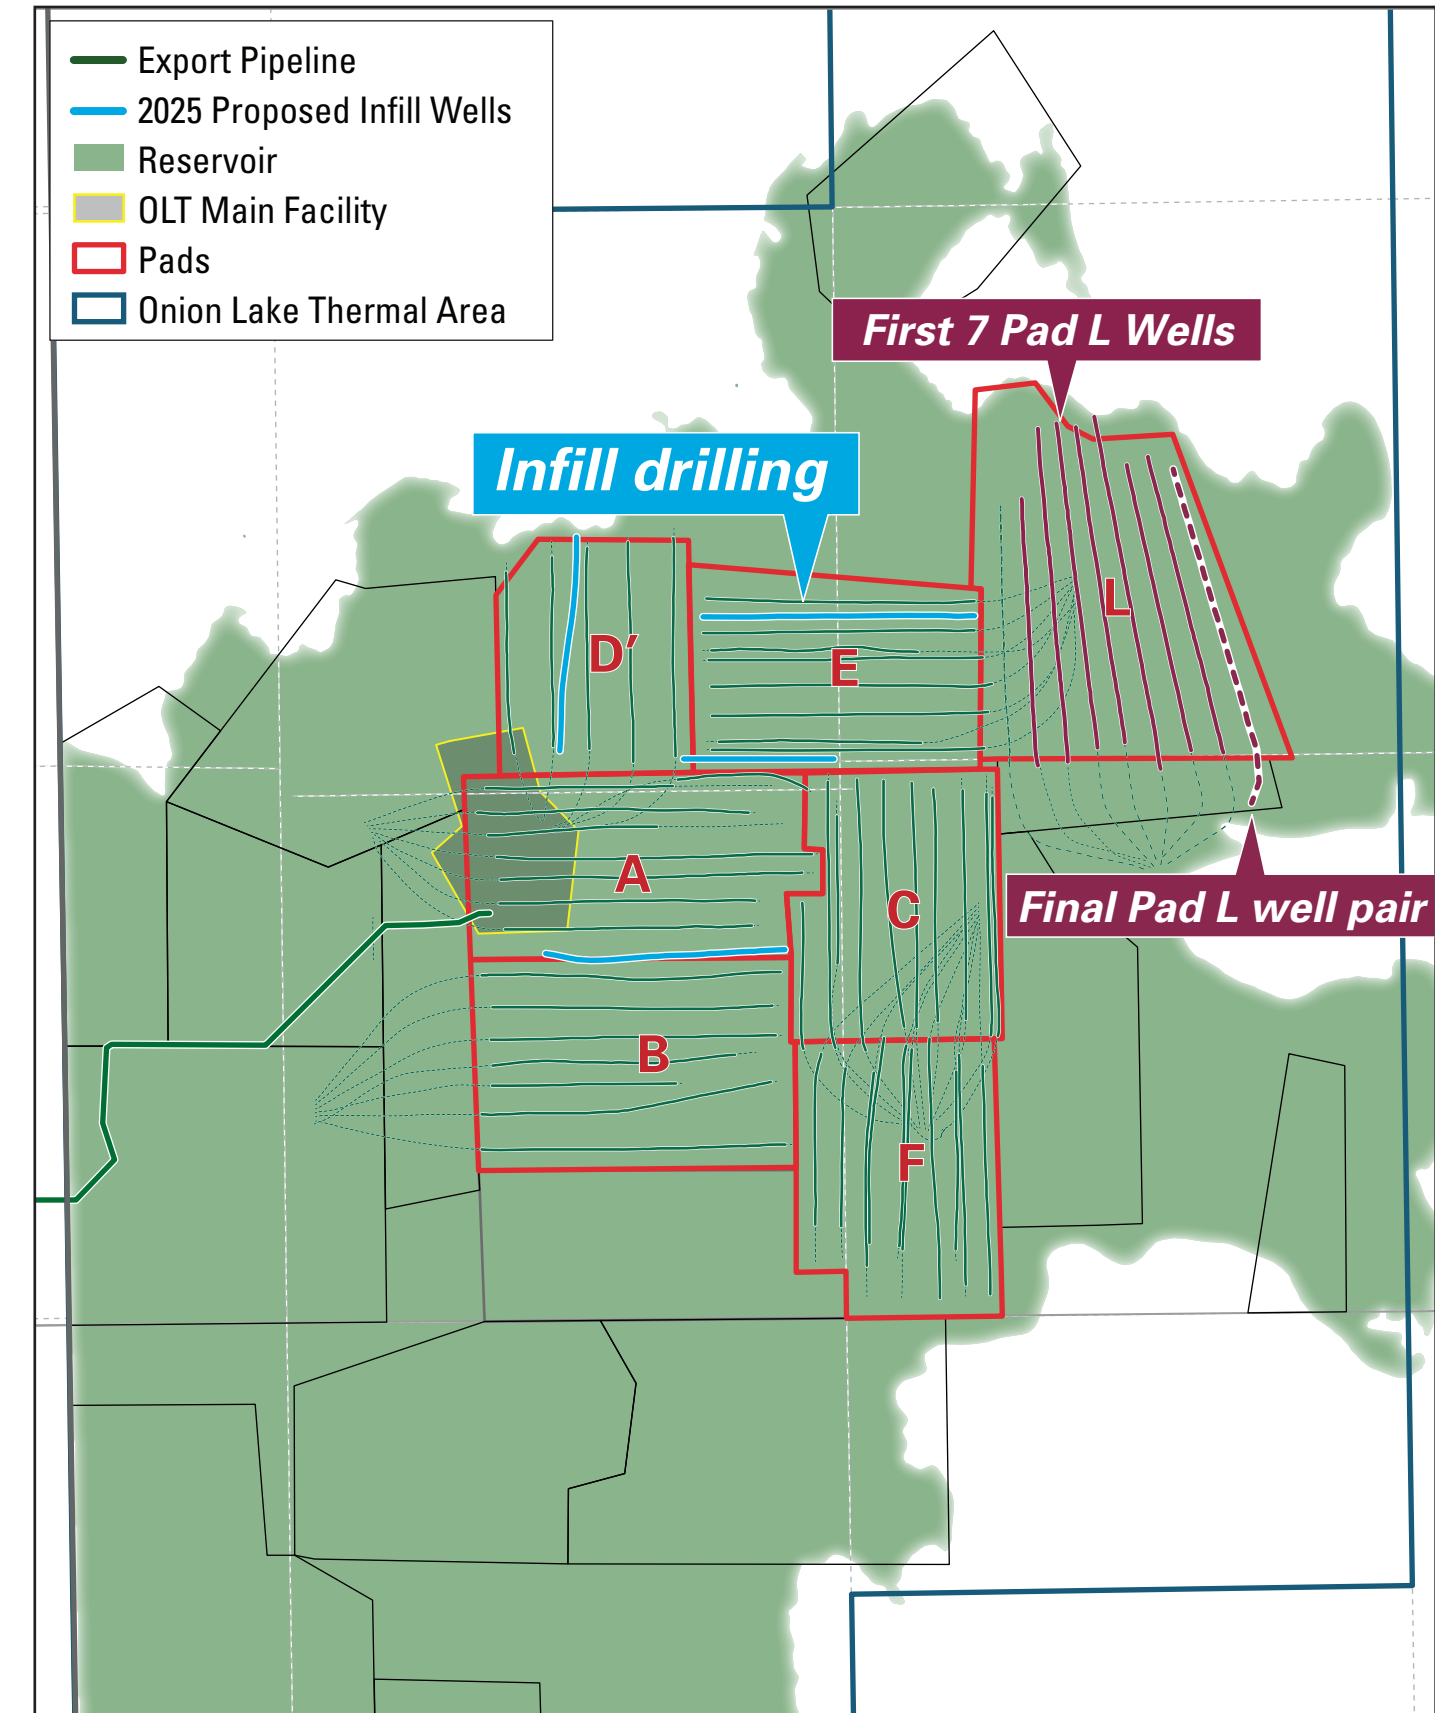 Export Pipeline
2025 Proposed Infill Wells
Reservoir
OLT Main Facility
Pads
Onion Lake Thermal Area
First 7 Pad L Wells
Infill drilling
L
D′
E
A
C
Final Pad L well pair
B
F